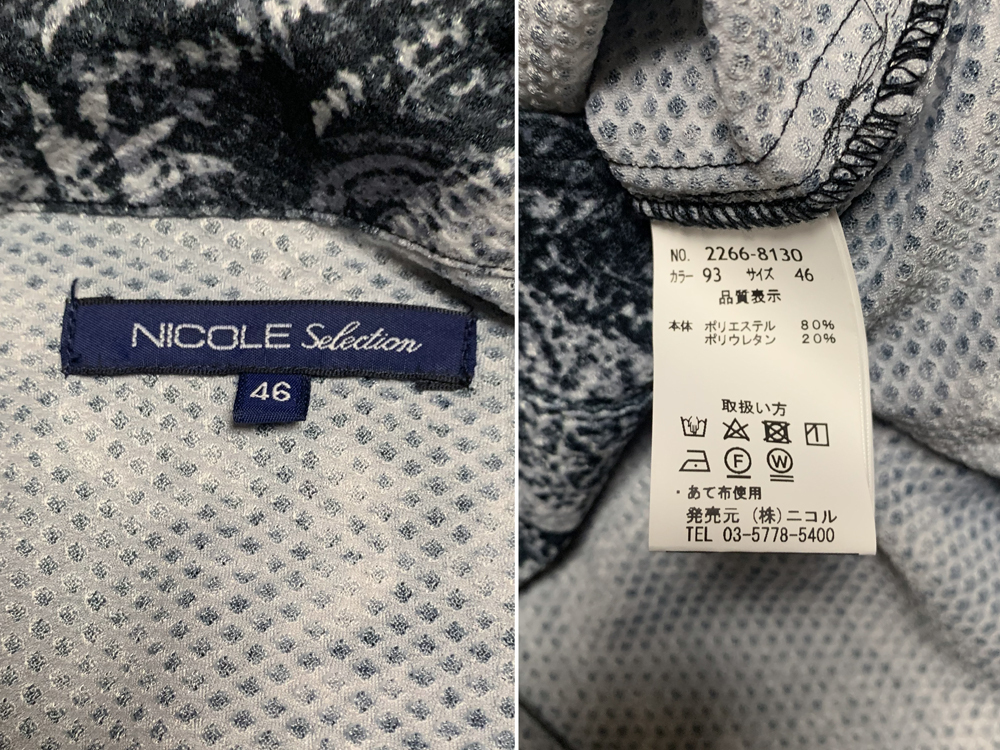 NICOLE Selection
46
NO. 2266-8130
カラー 93 サイズ 46
品質表示
本体 ポリエステル 80%
ポリウレタン 20%
取扱い方
F W
・あて布使用
発売元 (株)ニコル
TEL 03-5778-5400